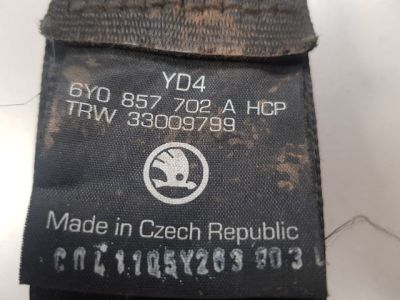 YD4
6Y0 857 702 A HCP
TRW 33009799
Made in Czech Republic